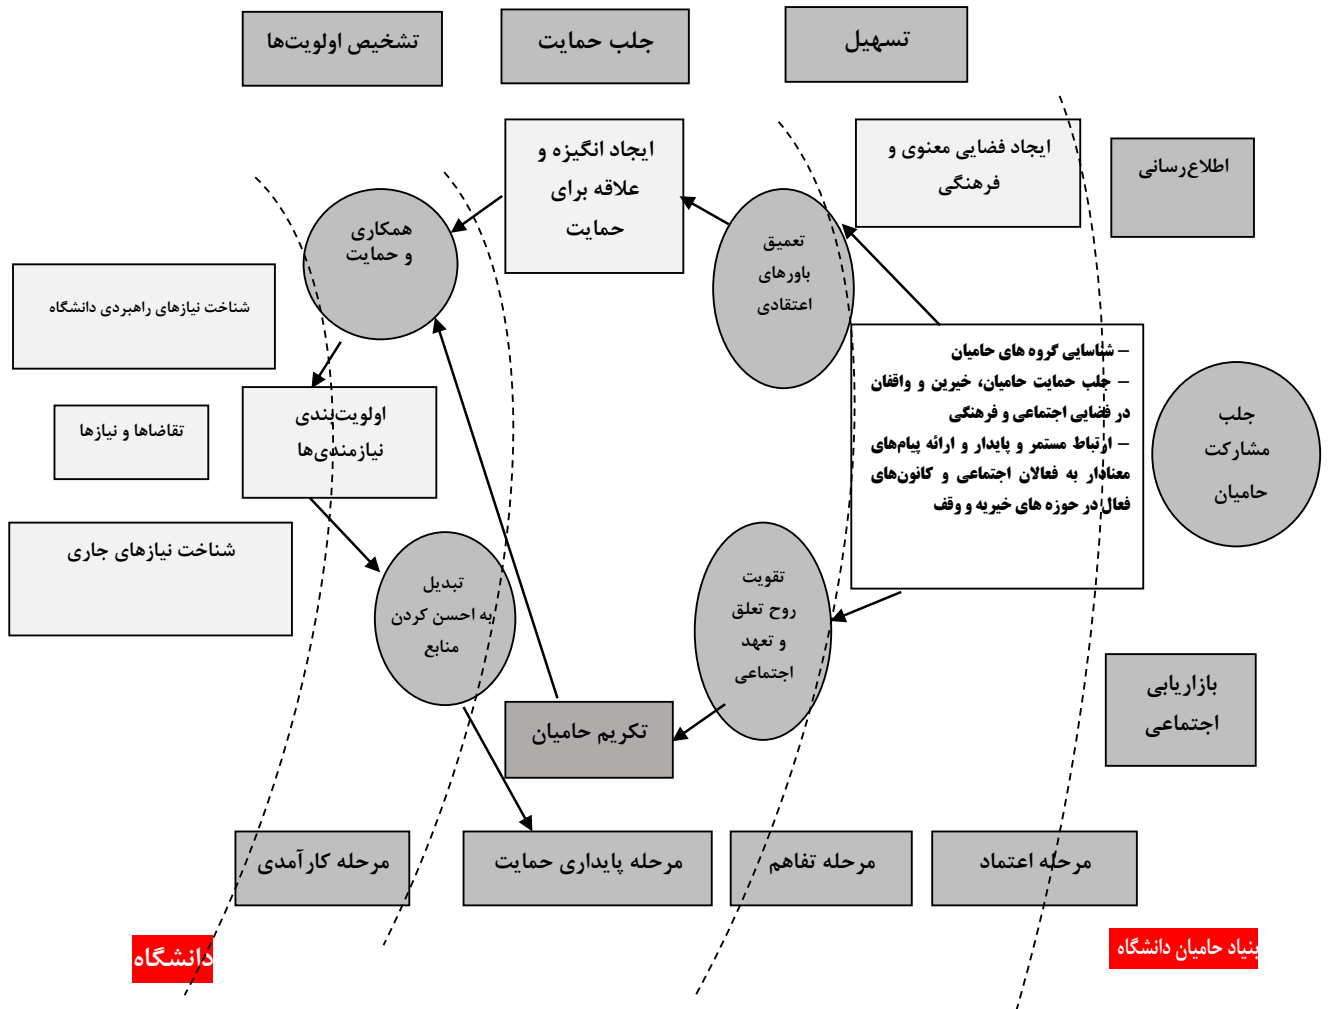 تسهیل
جلب حمایت
تشخیص اولویت‌ها
اطلاع‌رسانی
ایجاد فضایی معنوی و
فرهنگی
ایجاد انگیزه و
علاقه برای
حمایت
تعمیق
باورهای
اعتقادی
همکاری
و حمایت
شناخت نیازهای راهبردی دانشگاه
– شناسایی گروه های حامیان
– جلب حمایت حامیان، خیرین و واقفان
در فضایی اجتماعی و فرهنگی
– ارتباط مستمر و پایدار و ارائه پیام‌های
معنادار به فعالان اجتماعی و کانون‌های
فعال در حوزه های خیریه و وقف
جلب
مشارکت
حامیان
اولویت‌بندی
نیازمندی‌ها
تقاضاها و نیازها
شناخت نیازهای جاری
تقویت
روح تعلق
و تعهد
اجتماعی
تبدیل
به احسن کردن
منابع
بازاریابی
اجتماعی
تکریم حامیان
مرحله اعتماد
مرحله تفاهم
مرحله پایداری حمایت
مرحله کارآمدی
بنیاد حامیان دانشگاه
دانشگاه